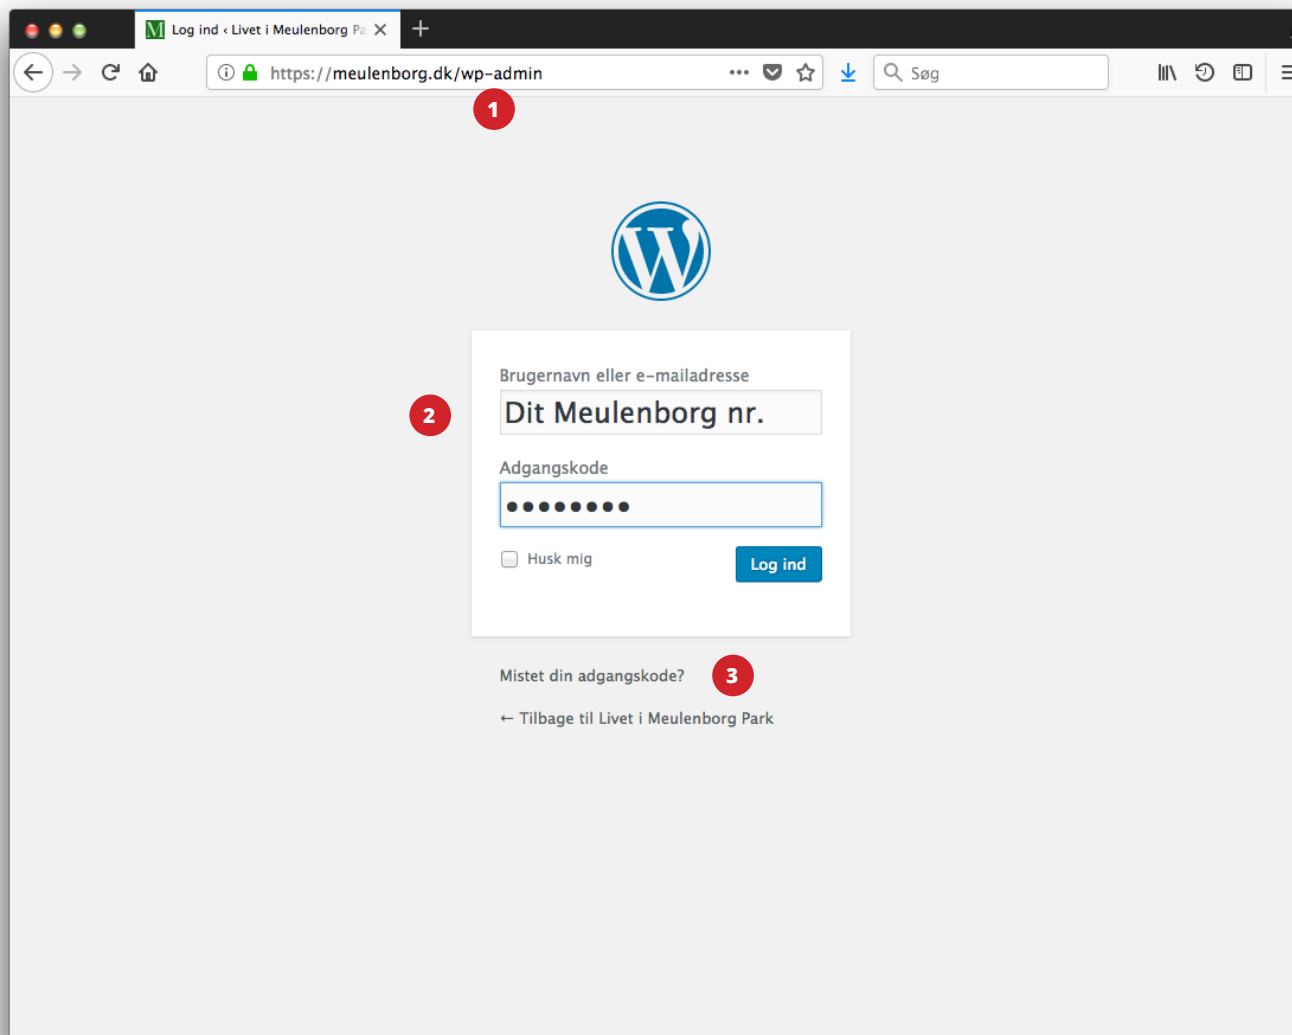 Log ind ‹ Livet i Meulenborg Pa
https://meulenborg.dk/wp-admin
Søg
1
Brugernavn eller e-mailadresse
2
Dit Meulenborg nr.
Adgangskode
Husk mig
Log ind
Mistet din adgangskode?
3
← Tilbage til Livet i Meulenborg Park